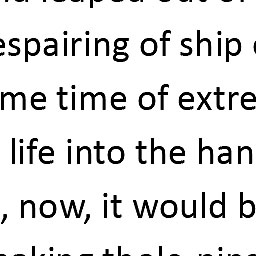 espairing of ship
me time of extre
life into the han
, now, it would b